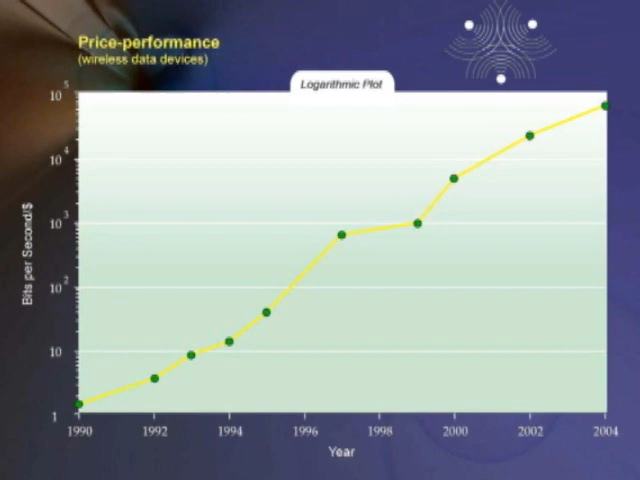 Price-performance
(wireless data devices)
Logarithmic Plot
10 5
10 4
10 3
10 2
10
1
Bits per Second/$
1990 1992 1994 1996 1998 2000 2002 2004
Year